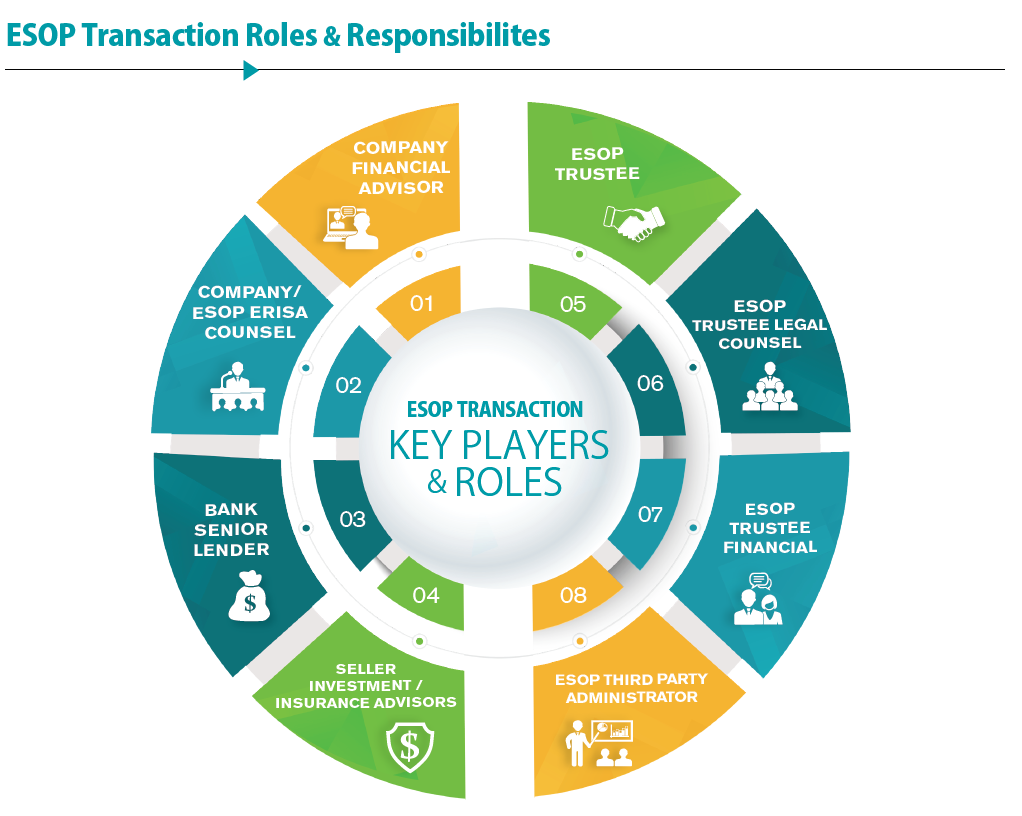 ESOP Transaction Roles & Responsibilites
COMPANY
FINANCIAL
ADVISOR
01
COMPANY/
ESOP ERISA
COUNSEL
02
BANK
SENIOR
LENDER
$
03
SELLER
INVESTMENT /
INSURANCE ADVISORS
$
04
ESOP
TRUSTEE
05
ESOP
TRUSTEE LEGAL
COUNSEL
06
ESOP
TRUSTEE
FINANCIAL
07
ESOP THIRD PARTY
ADMINISTRATOR
08
ESOP TRANSACTION
KEY PLAYERS
& ROLES